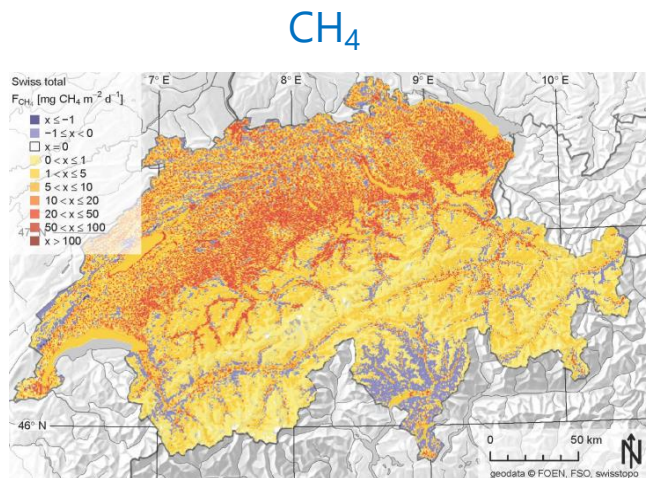 CH₄
7° E
8° E
9° E
10° E
Swiss total
F_CH₄ [mg CH₄ m⁻² d⁻¹]
x ≤ −1
−1 ≤ x < 0
x = 0
0 < x ≤ 1
1 < x ≤ 5
5 < x ≤ 10
10 < x ≤ 20
20 < x ≤ 50
50 < x ≤ 100
x > 100
47° N
46° N
0 50 km
N
geodata © FOEN, FSO, swisstopo